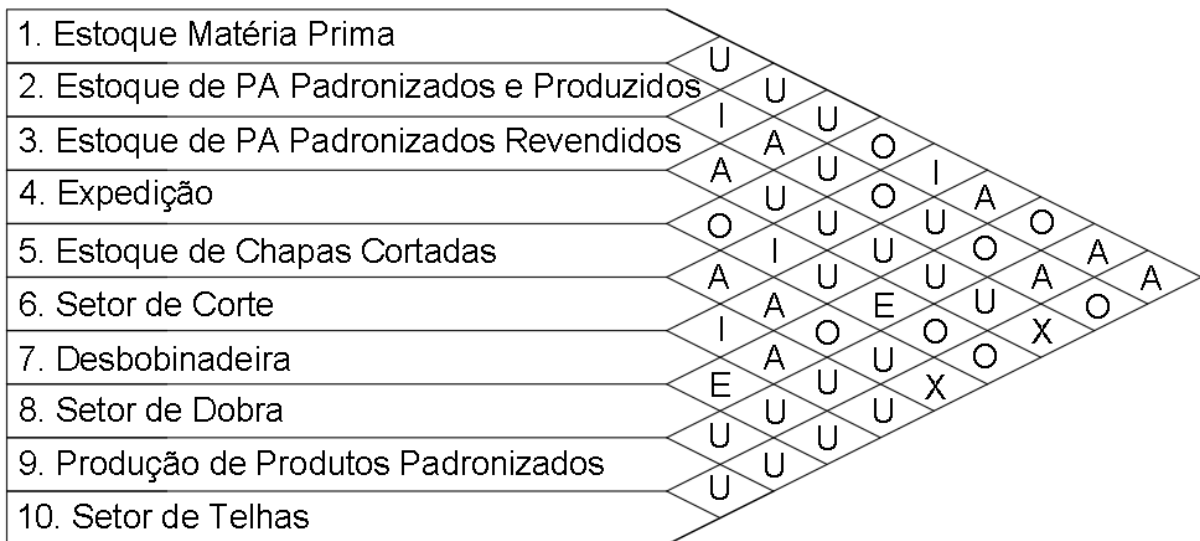 1. Estoque Matéria Prima
U
2. Estoque de PA Padronizados e Produzidos U
I U
3. Estoque de PA Padronizados Revendidos A O
A U I
4. Expedição U O A
O U U O
5. Estoque de Chapas Cortadas I U O A
A U U A A
6. Setor de Corte A E U O
I O O X
7. Desbobinadeira A U O
E U X
8. Setor de Dobra U U
U U
9. Produção de Produtos Padronizados U
U
10. Setor de Telhas